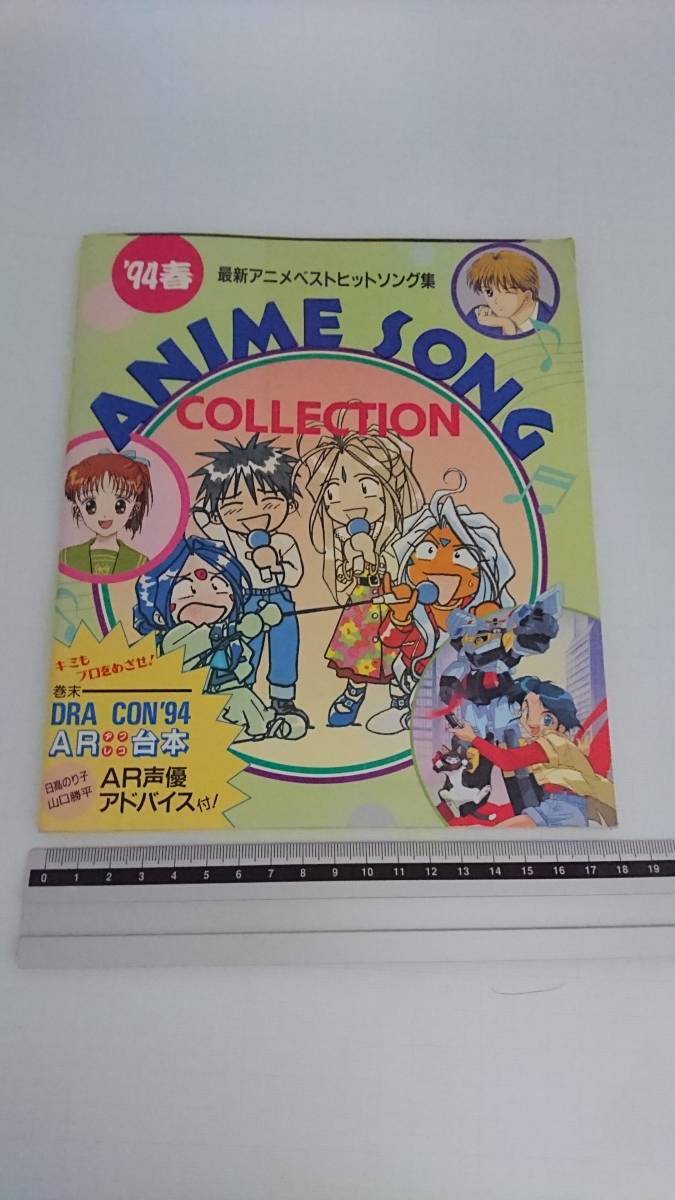 '94春
最新アニメベストヒットソング集
ANIME SONG
COLLECTION
キミも
プロをめざせ!
巻末
DRA CON'94
ARアフレコ台本
日高のり子
山口勝平
AR声優
アドバイス付!
0 1 2 3 4 5 6 7 8 9 10 11 12 13 14 15 16 17 18 19